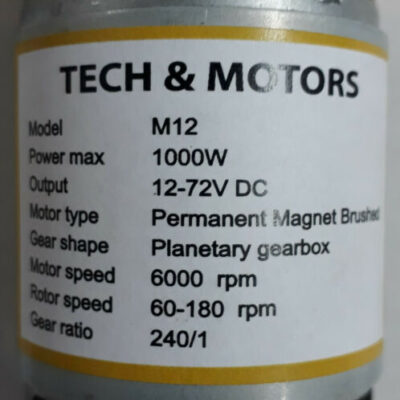 TECH & MOTORS
Model M12
Power max 1000W
Output 12-72V DC
Motor type Permanent Magnet Brushed
Gear shape Planetary gearbox
Motor speed 6000 rpm
Rotor speed 60-180 rpm
Gear ratio 240/1